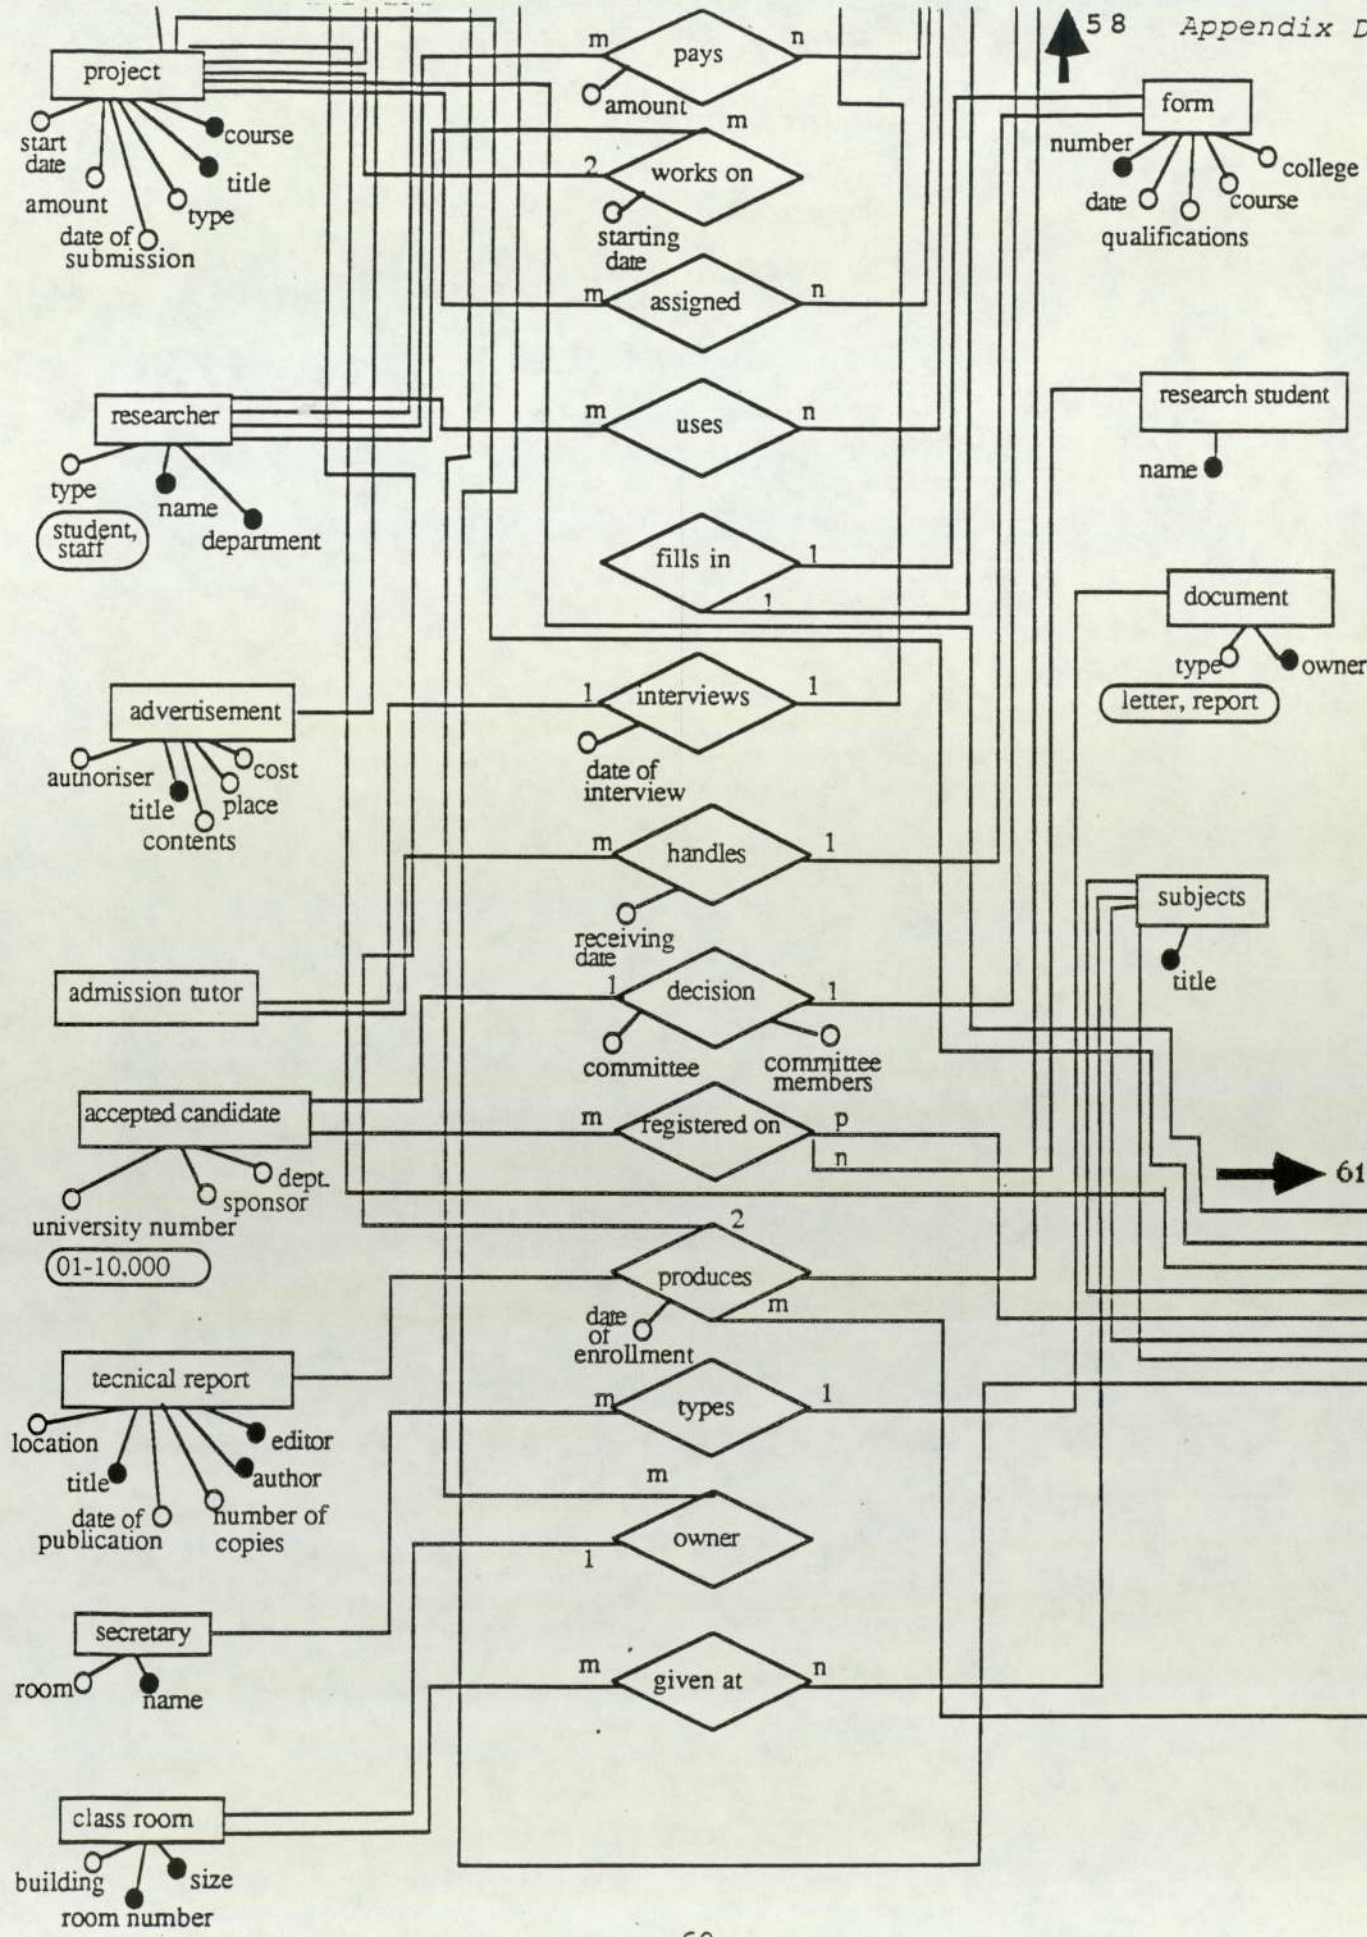 58 Appendix D
project
start
date
amount
date of
submission
type
title
course
m pays n
amount
m
2 works on
starting
date
m assigned n
form
number
date
qualifications
course
college
researcher
type
student,
staff
name
department
m uses n
research student
name
fills in 1
1
document
type
owner
letter, report
advertisement
authoriser
title
contents
place
cost
1 interviews 1
date of
interview
m handles 1
receiving
date
subjects
title
admission tutor
1 decision 1
committee
committee
members
accepted candidate
university number
01-10.000
sponsor
dept.
m registered on p
n
61
2
produces
m
date
of
enrollment
tecnical report
location
title
date of
publication
number of
copies
author
editor
m types 1
m
owner
1
secretary
room
name
m given at n
class room
building
room number
size